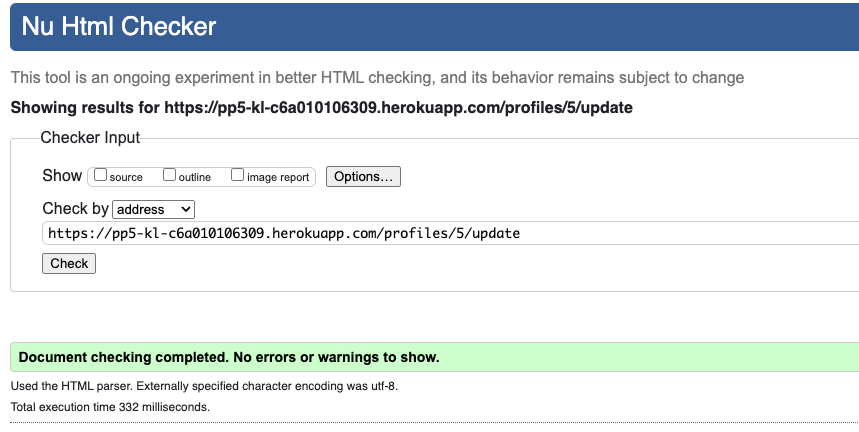 Nu Html Checker
This tool is an ongoing experiment in better HTML checking, and its behavior remains subject to change
Showing results for https://pp5-kl-c6a010106309.herokuapp.com/profiles/5/update
Checker Input
Show source outline image report Options...
Check by address
https://pp5-kl-c6a010106309.herokuapp.com/profiles/5/update
Check
Document checking completed. No errors or warnings to show.
Used the HTML parser. Externally specified character encoding was utf-8.
Total execution time 332 milliseconds.